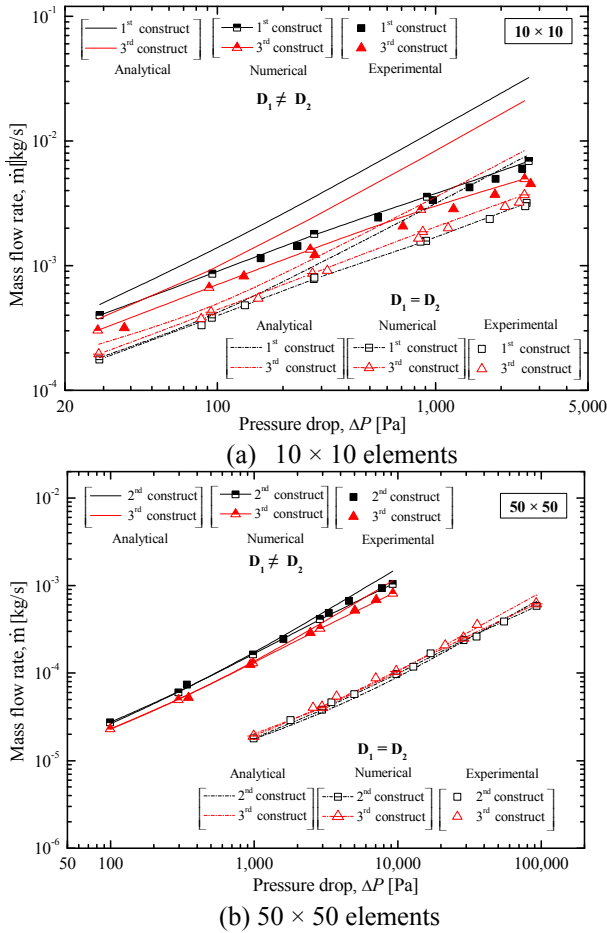 10⁻¹
1ˢᵗ construct 1ˢᵗ construct 1ˢᵗ construct
3ʳᵈ construct 3ʳᵈ construct 3ʳᵈ construct
Analytical Numerical Experimental
10 × 10
D₁ ≠ D₂
10⁻²
Mass flow rate, ṁ[kg/s]
10⁻³
D₁ = D₂
Analytical Numerical Experimental
1ˢᵗ construct 1ˢᵗ construct 1ˢᵗ construct
3ʳᵈ construct 3ʳᵈ construct 3ʳᵈ construct
10⁻⁴
20 100 1,000 5,000
Pressure drop, ΔP [Pa]
(a) 10 × 10 elements
10⁻²
2ⁿᵈ construct 2ⁿᵈ construct 2ⁿᵈ construct
3ʳᵈ construct 3ʳᵈ construct 3ʳᵈ construct
Analytical Numerical Experimental
50 × 50
D₁ ≠ D₂
10⁻³
Mass flow rate, ṁ [kg/s]
10⁻⁴
10⁻⁵
D₁ = D₂
Analytical Numerical Experimental
2ⁿᵈ construct 2ⁿᵈ construct 2ⁿᵈ construct
3ʳᵈ construct 3ʳᵈ construct 3ʳᵈ construct
10⁻⁶
50 100 1,000 10,000 100,000
Pressure drop, ΔP [Pa]
(b) 50 × 50 elements